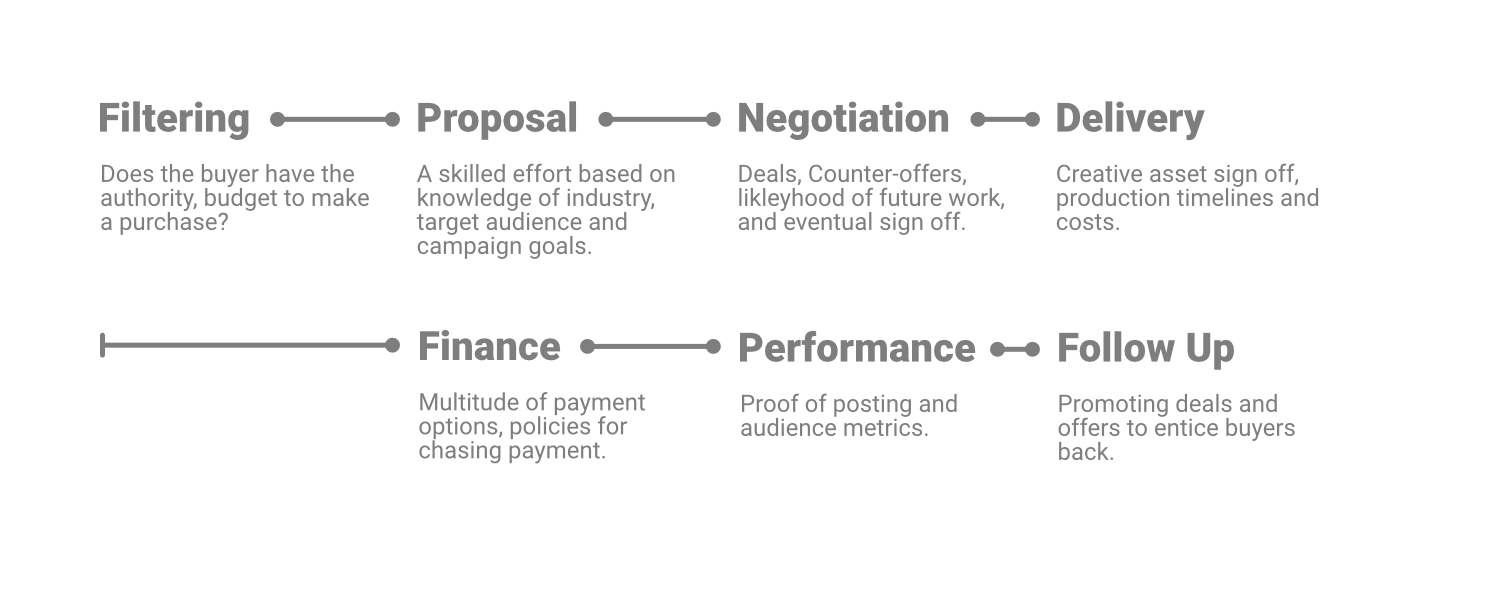 Filtering
Proposal
Negotiation
Delivery
Does the buyer have the
authority, budget to make
a purchase?
A skilled effort based on
knowledge of industry,
target audience and
campaign goals.
Deals, Counter-offers,
likleyhood of future work,
and eventual sign off.
Creative asset sign off,
production timelines and
costs.
Finance
Performance
Follow Up
Multitude of payment
options, policies for
chasing payment.
Proof of posting and
audience metrics.
Promoting deals and
offers to entice buyers
back.